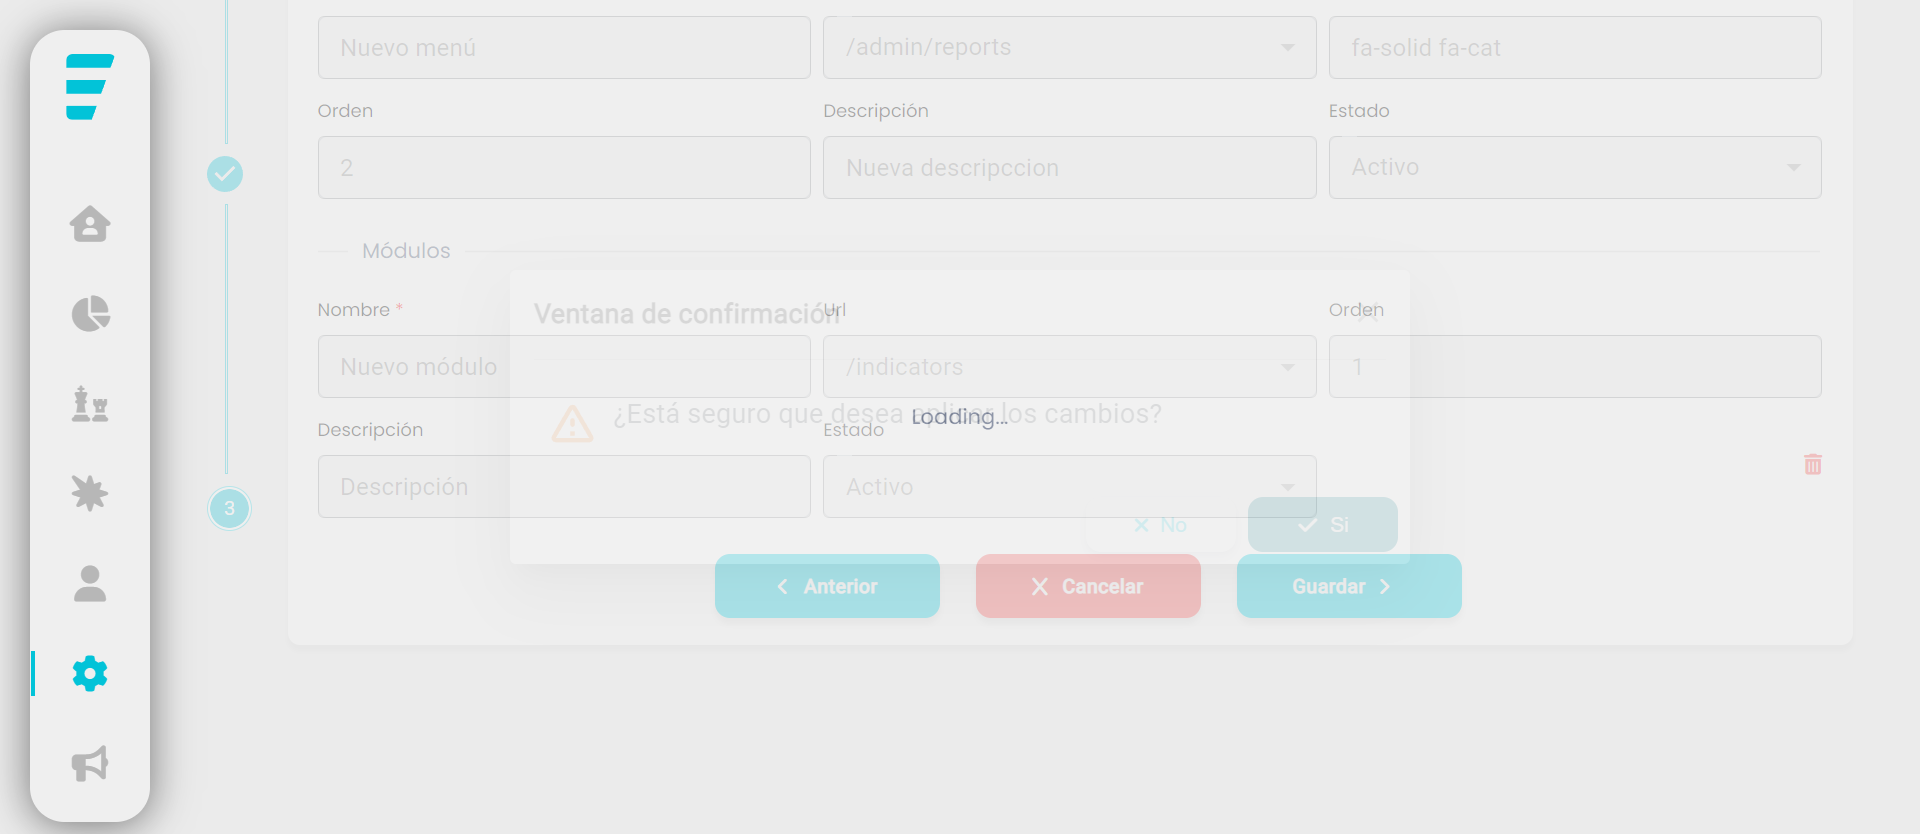 Nuevo menú
/admin/reports
fa-solid fa-cat
Orden
Descripción
Estado
2
Nueva descripccion
Activo
Módulos
Nombre *
Url
Orden
Nuevo módulo
/indicators
1
Descripción
Estado
Descripción
Activo
3
Ventana de confirmación
¿Está seguro que desea aplicar los cambios?
Loading...
No
Si
Anterior
Cancelar
Guardar